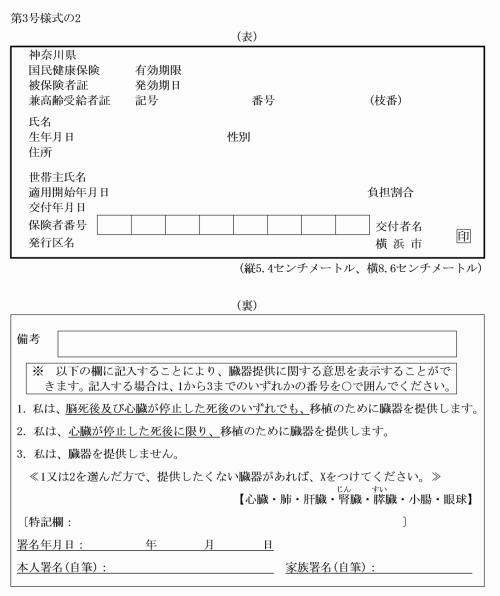 第3号様式の2
(表)
神奈川県
国民健康保険 有効期限
被保険者証 発効期日
兼高齢受給者証 記号 番号 (枝番)
氏名
生年月日 性別
住所
世帯主氏名
適用開始年月日 負担割合
交付年月日
保険者番号 交付者名
発行区名 横浜市 印
(縦5.4センチメートル、横8.6センチメートル)
(裏)
備考
※ 以下の欄に記入することにより、臓器提供に関する意思を表示することがで
きます。記入する場合は、1から3までのいずれかの番号を○で囲んでください。
1. 私は、脳死後及び心臓が停止した死後のいずれでも、移植のために臓器を提供します。
2. 私は、心臓が停止した死後に限り、移植のために臓器を提供します。
3. 私は、臓器を提供しません。
≪1又は2を選んだ方で、提供したくない臓器があれば、Xをつけてください。≫
じん すい
【心臓・肺・肝臓・腎臓・膵臓・小腸・眼球】
〔特記欄: 〕
署名年月日: 年 月 日
本人署名(自筆): 家族署名(自筆):